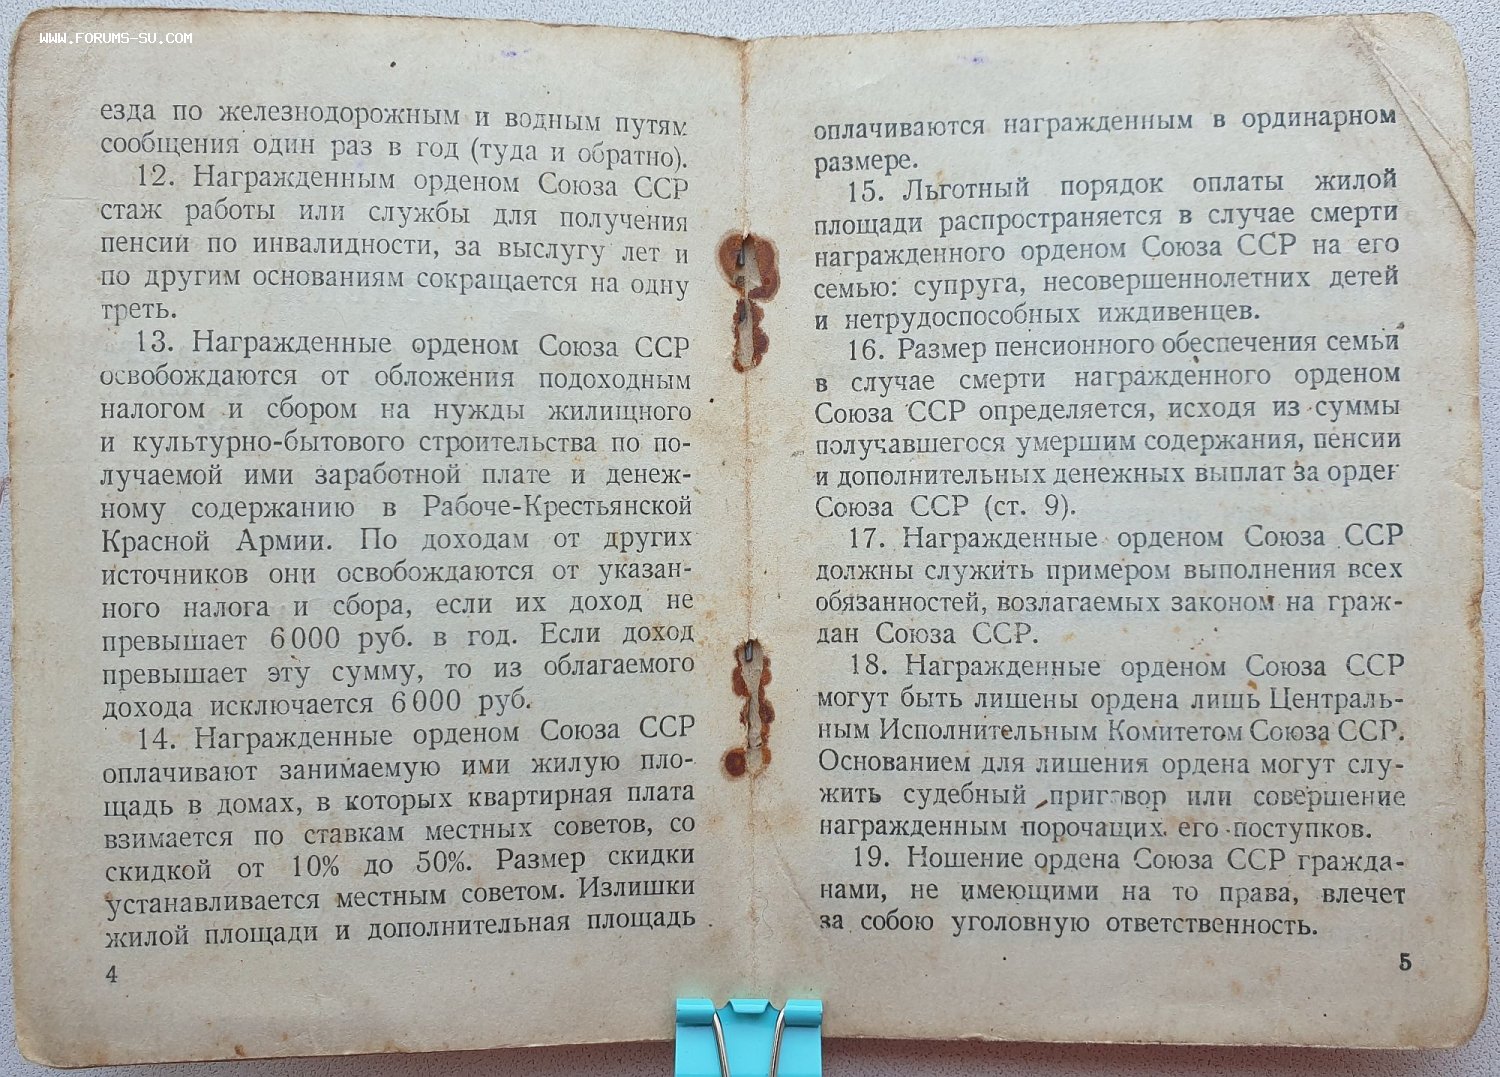 WWW.FORUMS-SU.COM
езда по железнодорожным и водным путям
сообщения один раз в год (туда и обратно).
12. Награжденным орденом Союза ССР
стаж работы или службы для получения
пенсии по инвалидности, за выслугу лет и
по другим основаниям сокращается на одну
треть.
13. Награжденные орденом Союза ССР
освобождаются от обложения подоходным
налогом и сбором на нужды жилищного
и культурно-бытового строительства по по-
лучаемой ими заработной плате и денеж-
ному содержанию в Рабоче-Крестьянской
Красной Армии. По доходам от других
источников они освобождаются от указан-
ного налога и сбора, если их доход не
превышает 6000 руб. в год. Если доход
превышает эту сумму, то из облагаемого
дохода исключается 6000 руб.
14. Награжденные орденом Союза ССР
оплачивают занимаемую ими жилую пло-
щадь в домах, в которых квартирная плата
взимается по ставкам местных советов, со
скидкой от 10% до 50%. Размер скидки
устанавливается местным советом. Излишки
жилой площади и дополнительная площадь
4
оплачиваются награжденным в ординарном
размере.
15. Льготный порядок оплаты жилой
площади распространяется в случае смерти
награжденного орденом Союза ССР на его
семью: супруга, несовершеннолетних детей
и нетрудоспособных иждивенцев.
16. Размер пенсионного обеспечения семьи
в случае смерти награжденного орденом
Союза ССР определяется, исходя из суммы
получавшегося умершим содержания, пенсии
и дополнительных денежных выплат за орден
Союза ССР (ст. 9).
17. Награжденные орденом Союза ССР
должны служить примером выполнения всех
обязанностей, возлагаемых законом на граж-
дан Союза ССР.
18. Награжденные орденом Союза ССР
могут быть лишены ордена лишь Централь-
ным Исполнительным Комитетом Союза ССР.
Основанием для лишения ордена могут слу-
жить судебный приговор или совершение
награжденным порочащих его поступков.
19. Ношение ордена Союза ССР гражда-
нами, не имеющими на то права, влечет
за собою уголовную ответственность.
5